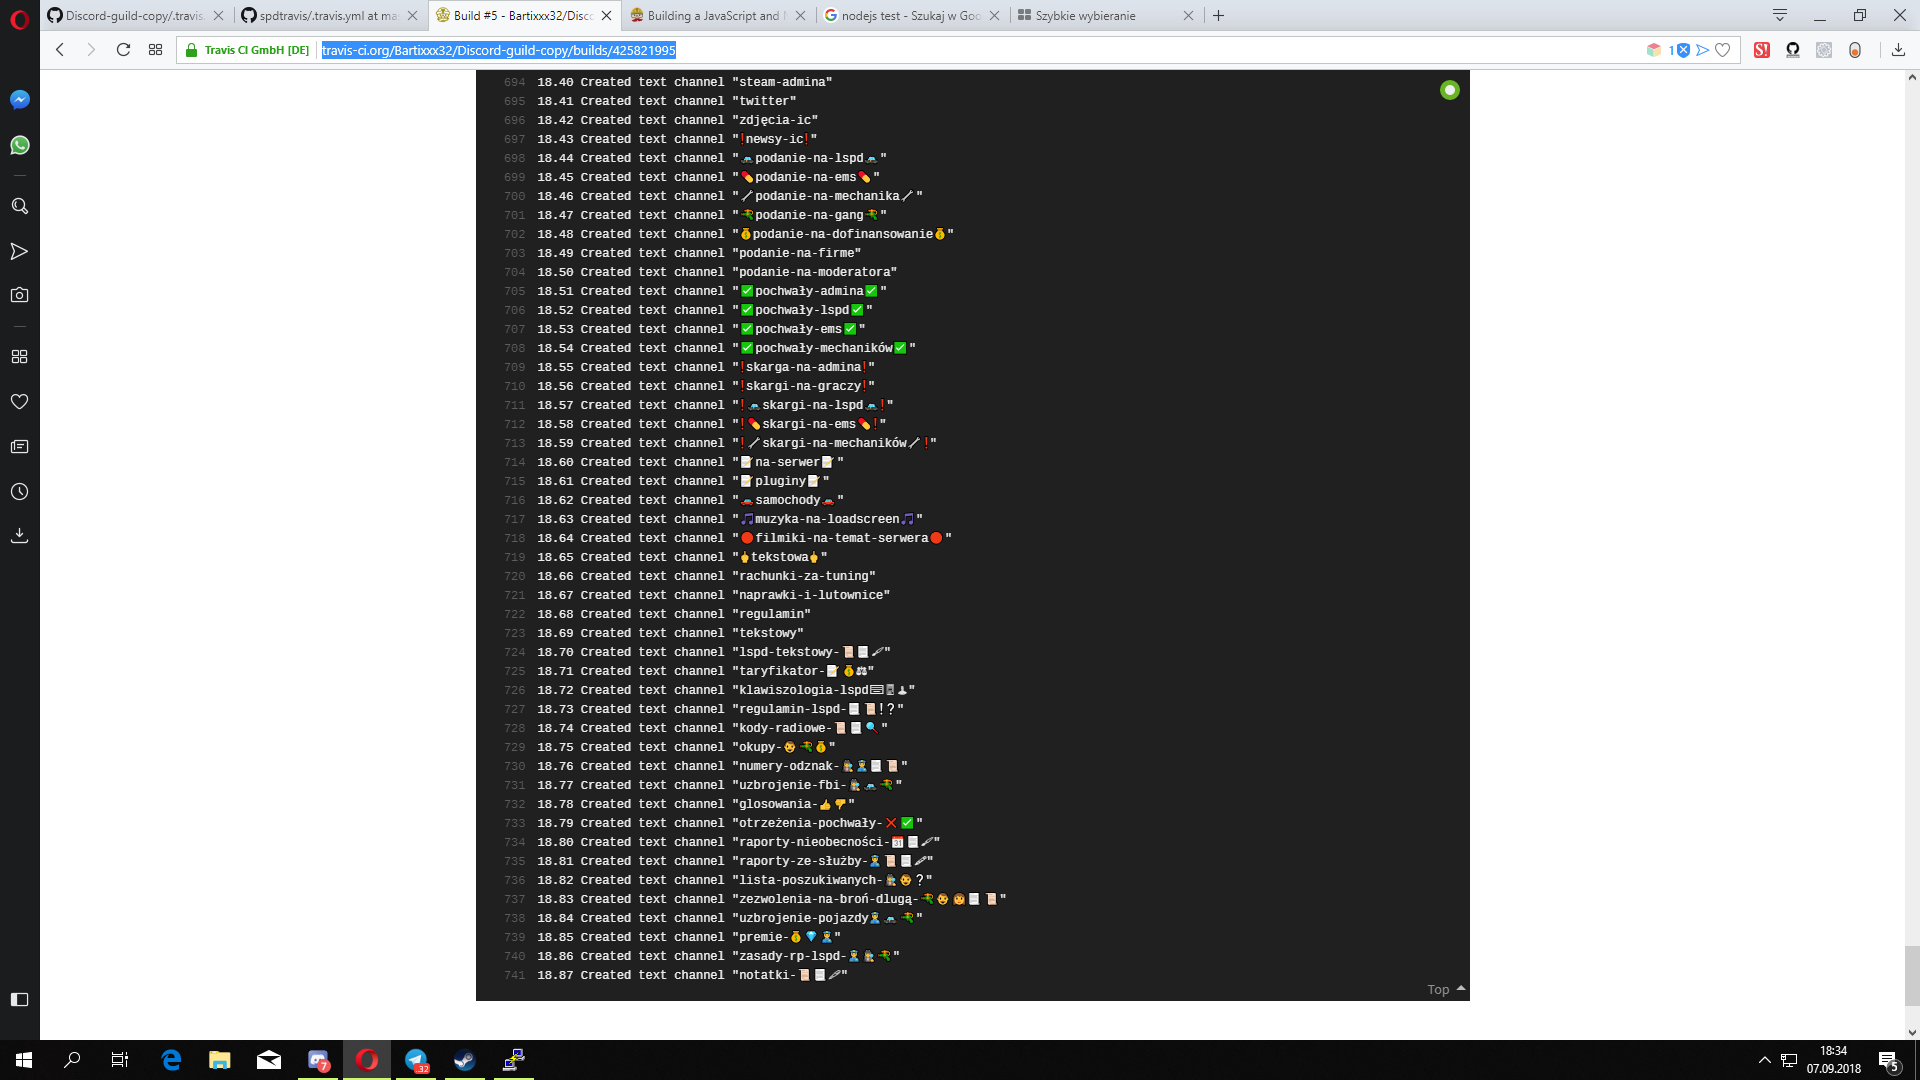 Discord-guild-copy/.travis.
spdtravis/.travis.yml at mas
Build #5 - Bartixxx32/Disco
Building a JavaScript and N
nodejs test - Szukaj w Goo
Szybkie wybieranie
Travis CI GmbH [DE]
travis-ci.org/Bartixxx32/Discord-guild-copy/builds/425821995
1
694 18.40 Created text channel "steam-admina"
695 18.41 Created text channel "twitter"
696 18.42 Created text channel "zdjęcia-ic"
697 18.43 Created text channel "❗newsy-ic❗"
698 18.44 Created text channel "🚙podanie-na-lspd🚙"
699 18.45 Created text channel "💊podanie-na-ems💊"
700 18.46 Created text channel "🔧podanie-na-mechanika🔧"
701 18.47 Created text channel "🔫podanie-na-gang🔫"
702 18.48 Created text channel "💰podanie-na-dofinansowanie💰"
703 18.49 Created text channel "podanie-na-firme"
704 18.50 Created text channel "podanie-na-moderatora"
705 18.51 Created text channel "✅pochwały-admina✅"
706 18.52 Created text channel "✅pochwały-lspd✅"
707 18.53 Created text channel "✅pochwały-ems✅"
708 18.54 Created text channel "✅pochwały-mechaników✅"
709 18.55 Created text channel "❗skarga-na-admina❗"
710 18.56 Created text channel "❗skargi-na-graczy❗"
711 18.57 Created text channel "❗🚙skargi-na-lspd🚙❗"
712 18.58 Created text channel "❗💊skargi-na-ems💊❗"
713 18.59 Created text channel "❗🔧skargi-na-mechaników🔧❗"
714 18.60 Created text channel "📝na-serwer📝"
715 18.61 Created text channel "📝pluginy📝"
716 18.62 Created text channel "🚗samochody🚗"
717 18.63 Created text channel "🎵muzyka-na-loadscreen🎵"
718 18.64 Created text channel "🔴filmiki-na-temat-serwera🔴"
719 18.65 Created text channel "🖕tekstowa🖕"
720 18.66 Created text channel "rachunki-za-tuning"
721 18.67 Created text channel "naprawki-i-lutownice"
722 18.68 Created text channel "regulamin"
723 18.69 Created text channel "tekstowy"
724 18.70 Created text channel "lspd-tekstowy-📜📃🖋"
725 18.71 Created text channel "taryfikator-📝💰⚖"
726 18.72 Created text channel "klawiszologia-lspd⌨🖥🕹"
727 18.73 Created text channel "regulamin-lspd-📃📜❕❔"
728 18.74 Created text channel "kody-radiowe-📜📃🔍"
729 18.75 Created text channel "okupy-👨🔫💰"
730 18.76 Created text channel "numery-odznak-🕵👮📃📜"
731 18.77 Created text channel "uzbrojenie-fbi-🕵🚙🔫"
732 18.78 Created text channel "glosowania-👍👎"
733 18.79 Created text channel "otrzeżenia-pochwały-❌✅"
734 18.80 Created text channel "raporty-nieobecności-📅📃🖋"
735 18.81 Created text channel "raporty-ze-służby-👮📜📃🖋"
736 18.82 Created text channel "lista-poszukiwanych-🕵👨❔"
737 18.83 Created text channel "zezwolenia-na-broń-dlugą-🔫👨👩📃📜"
738 18.84 Created text channel "uzbrojenie-pojazdy👮🚙🔫"
739 18.85 Created text channel "premie-💰💎👮"
740 18.86 Created text channel "zasady-rp-lspd-👮🕵🔫"
741 18.87 Created text channel "notatki-📜📃🖋"
Top
7
32
18:34
07.09.2018
5